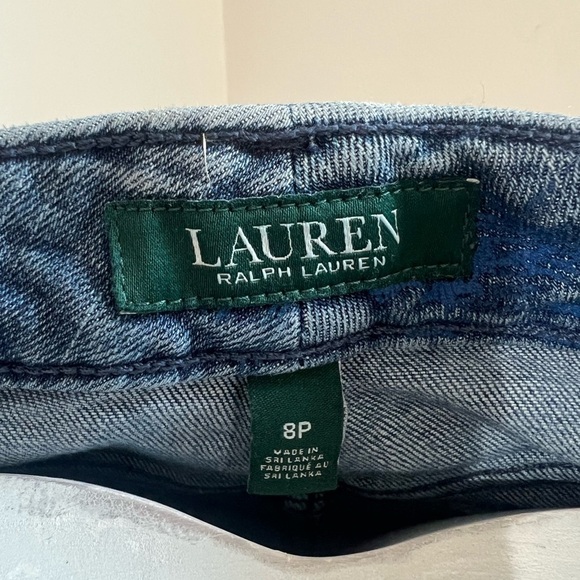 LAUREN
RALPH LAUREN
8P
MADE IN
SRI LANKA
FABRIQUÉ AU
SRI LANKA